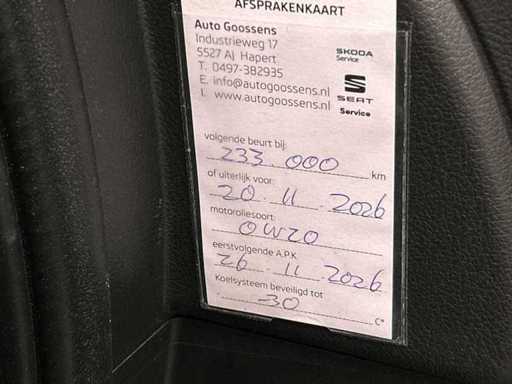 AFSPRAKENKAART
Auto Goossens
Industrieweg 17
5527 AJ Hapert
T. 0497-382935
E. info@autogoossens.nl
I. www.autogoossens.nl
SKODA
Service
SEAT
Service
volgende beurt bij:
233.000 km
of uiterlijk voor:
20.11.2026
motoroliesoort:
0W20
eerstvolgende A.P.K.
26.11.2026
Koelsysteem beveiligd tot
-30 C°